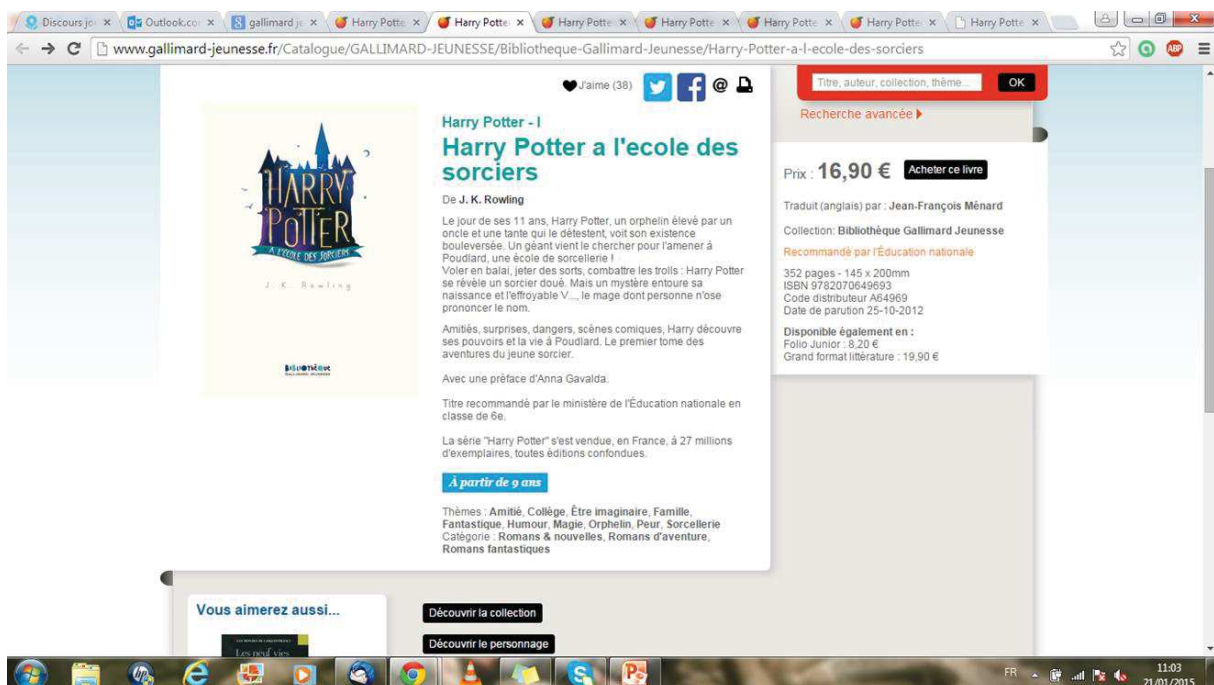 Discours jo
Outlook.co
gallimard je
Harry Potte
Harry Potte
Harry Potte
Harry Potte
Harry Potte
Harry Potte
Harry Potte
www.gallimard-jeunesse.fr/Catalogue/GALLIMARD-JEUNESSE/Bibliotheque-Gallimard-Jeunesse/Harry-Potter-a-l-ecole-des-sorciers
ABP
J'aime (38)
@
Titre, auteur, collection, thème...
OK
Recherche avancée
HARRY
POTTER
A L'ECOLE DES SORCIERS
J. K. Rowling
BIBLIOTHÈQUE
GALLIMARD JEUNESSE
Harry Potter - I
Harry Potter a l'ecole des
sorciers
De J. K. Rowling
Le jour de ses 11 ans, Harry Potter, un orphelin élevé par un
oncle et une tante qui le détestent, voit son existence
bouleversée. Un géant vient le chercher pour l'amener à
Poudlard, une école de sorcellerie !
Voler en balai, jeter des sorts, combattre les trolls : Harry Potter
se révèle un sorcier doué. Mais un mystère entoure sa
naissance et l'effroyable V..., le mage dont personne n'ose
prononcer le nom.
Amitiés, surprises, dangers, scènes comiques, Harry découvre
ses pouvoirs et la vie à Poudlard. Le premier tome des
aventures du jeune sorcier.
Avec une préface d'Anna Gavalda.
Titre recommandé par le ministère de l'Éducation nationale en
classe de 6e.
La série "Harry Potter" s'est vendue, en France, à 27 millions
d'exemplaires, toutes éditions confondues.
À partir de 9 ans
Thèmes : Amitié, Collège, Être imaginaire, Famille,
Fantastique, Humour, Magie, Orphelin, Peur, Sorcellerie
Catégorie : Romans & nouvelles, Romans d'aventure,
Romans fantastiques
Prix : 16,90 €
Acheter ce livre
Traduit (anglais) par : Jean-François Ménard
Collection: Bibliothèque Gallimard Jeunesse
Recommandé par l'Éducation nationale
352 pages - 145 x 200mm
ISBN 9782070649693
Code distributeur A64969
Date de parution 25-10-2012
Disponible également en :
Folio Junior : 8,20 €
Grand format littérature : 19,90 €
Vous aimerez aussi...
Les neuf vies
Découvrir la collection
Découvrir le personnage
FR
11:03
21/01/2015